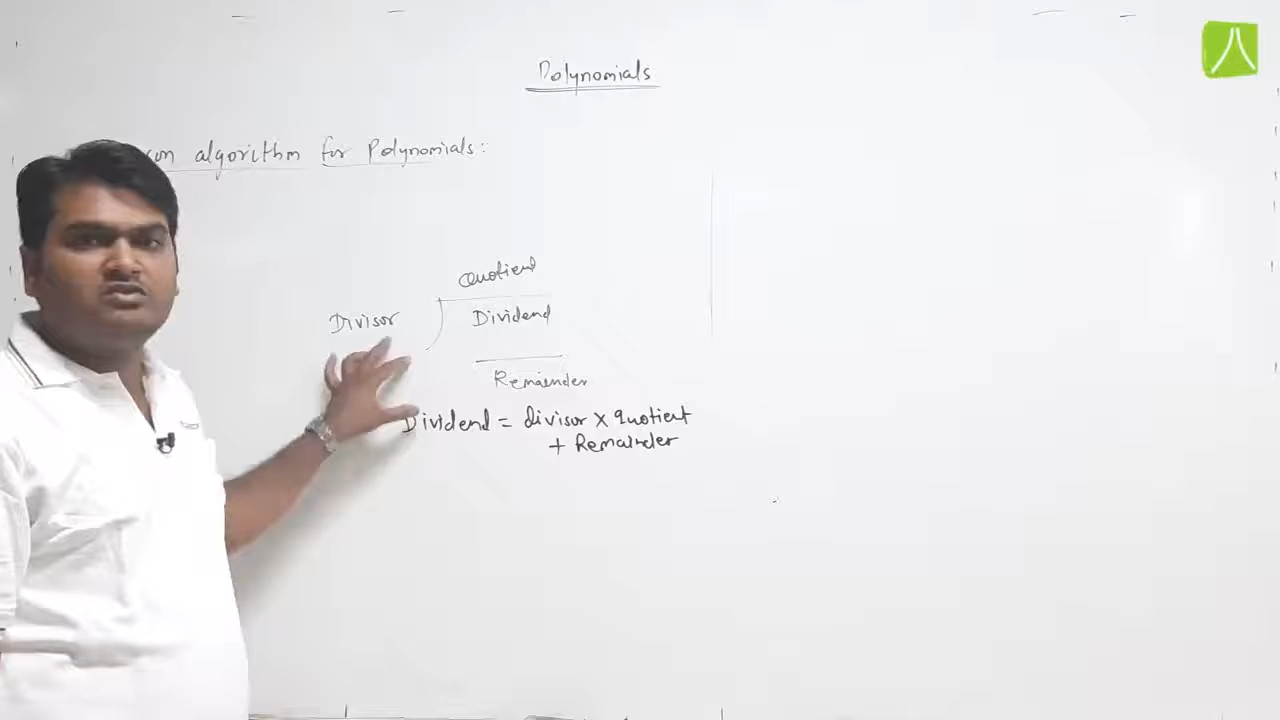 Polynomials
algorithm for Polynomials:
Quotient
Divisor Dividend
Remainder
Dividend = divisor × Quotient
+ Remainder